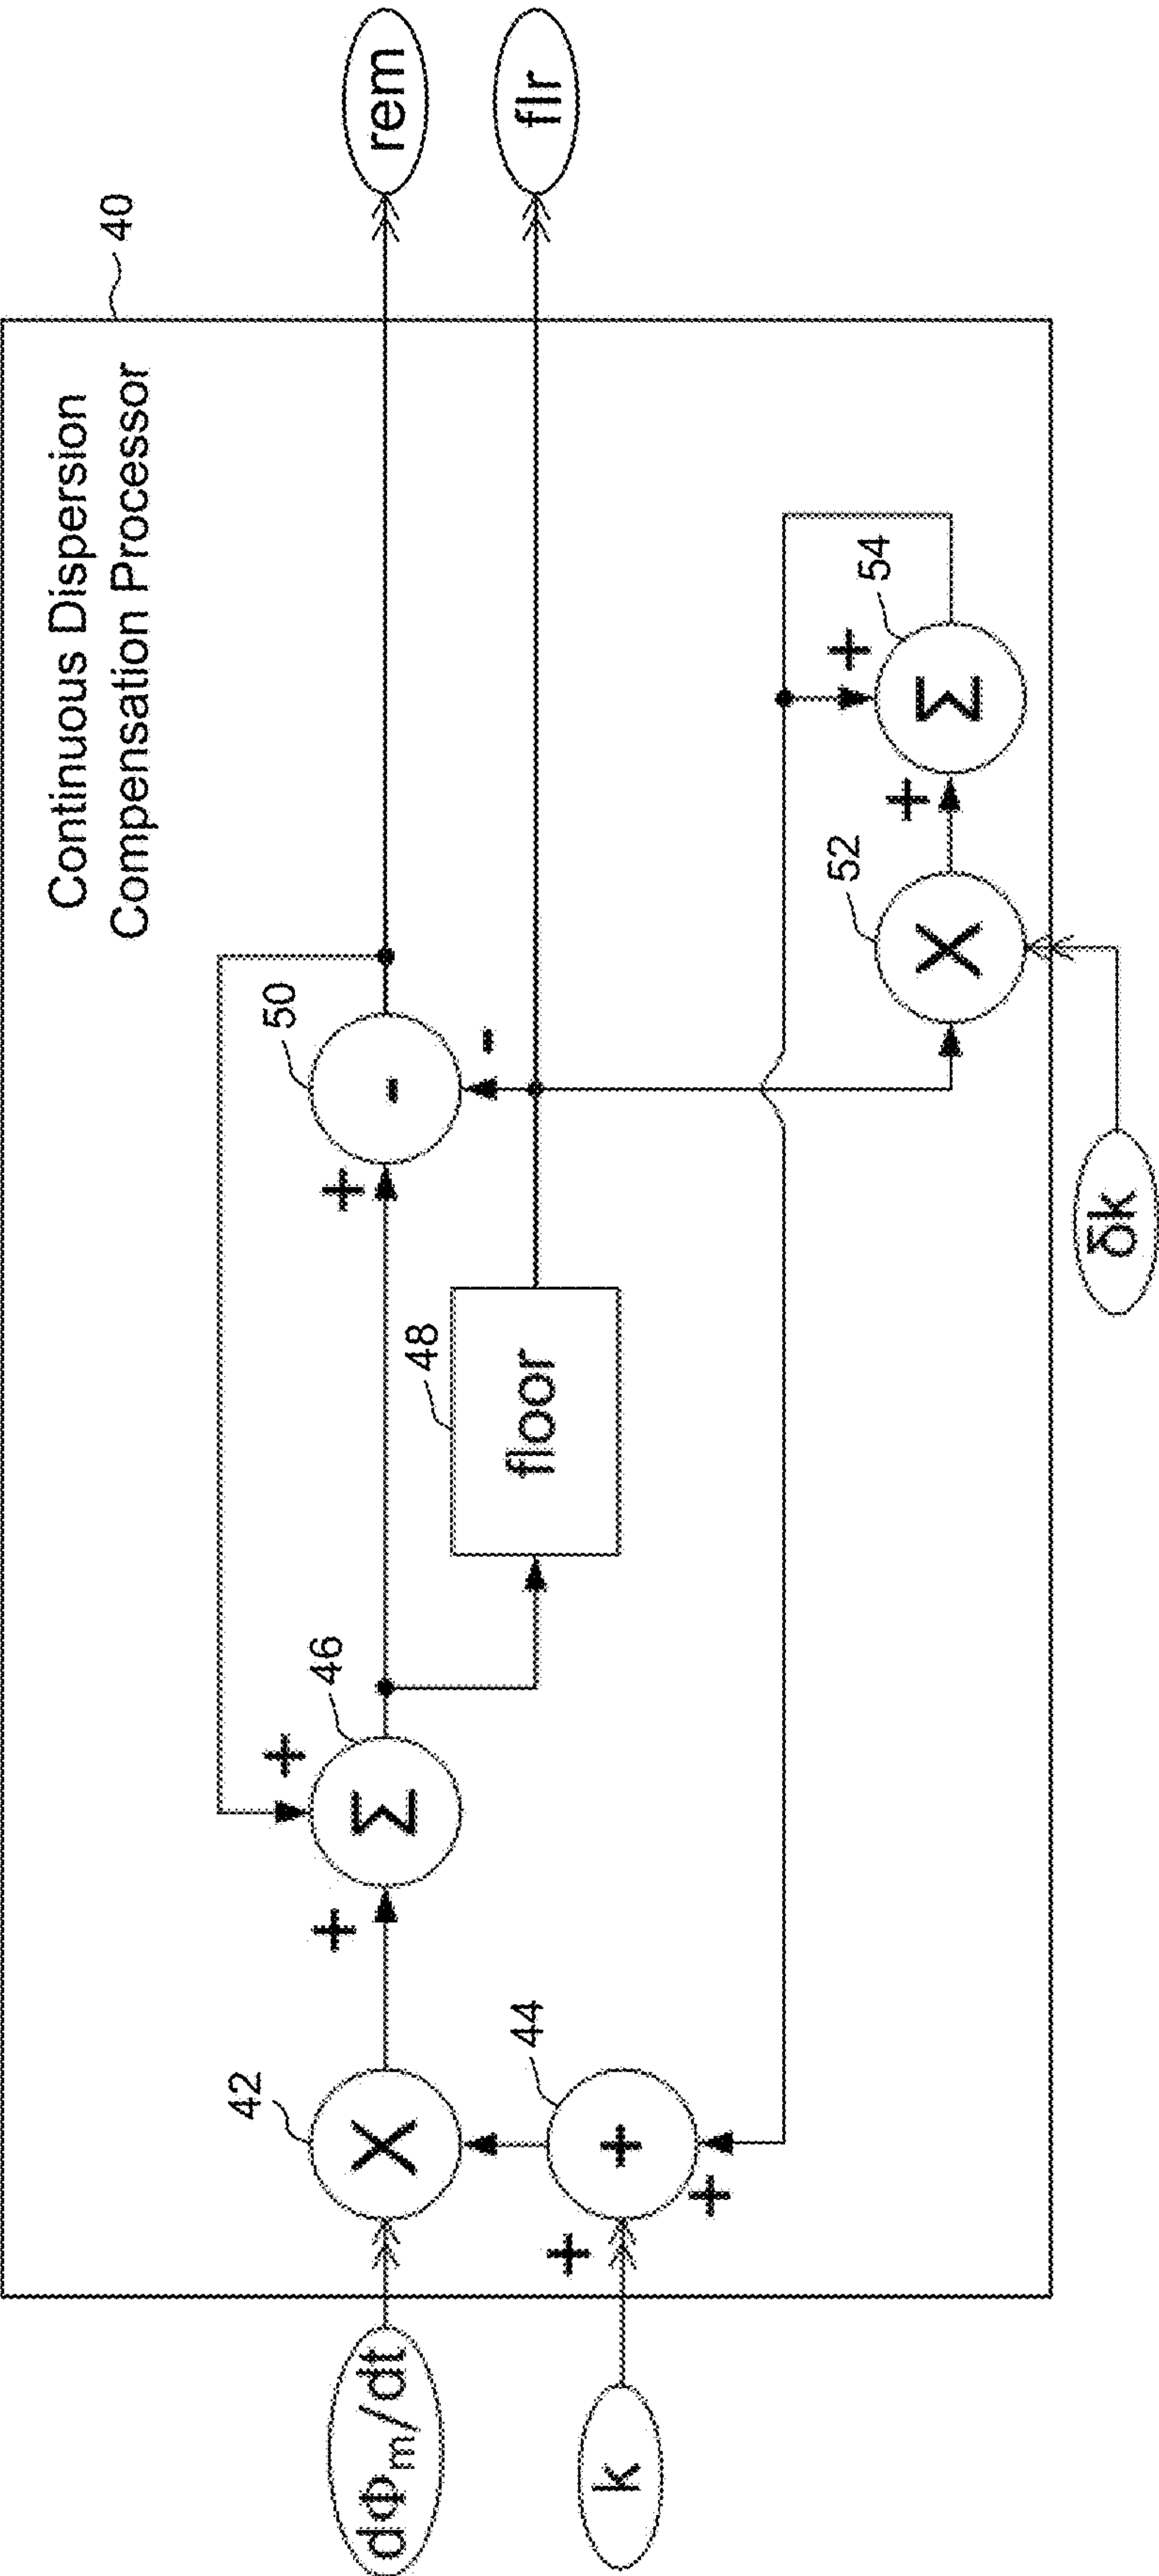 Continuous Dispersion
Compensation Processor
40
dΦm/dt
42
X
+
Σ
+
46
+
-
50
-
rem
48
floor
flr
k
+
+
44
+
52
X
+
Σ
+
54
δk